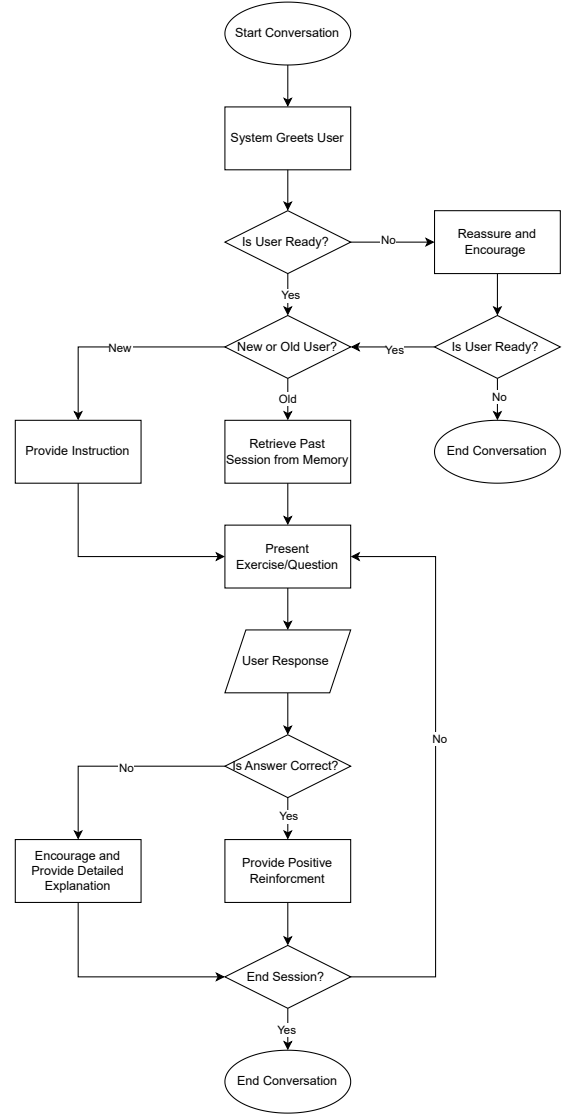 Start Conversation
System Greets User
Is User Ready?
No
Reassure and
Encourage
Yes
New
New or Old User?
Yes
Is User Ready?
Old
No
Provide Instruction
Retrieve Past
Session from Memory
End Conversation
Present
Exercise/Question
User Response
No
Is Answer Correct?
No
Yes
Encourage and
Provide Detailed
Explanation
Provide Positive
Reinforcment
End Session?
Yes
End Conversation